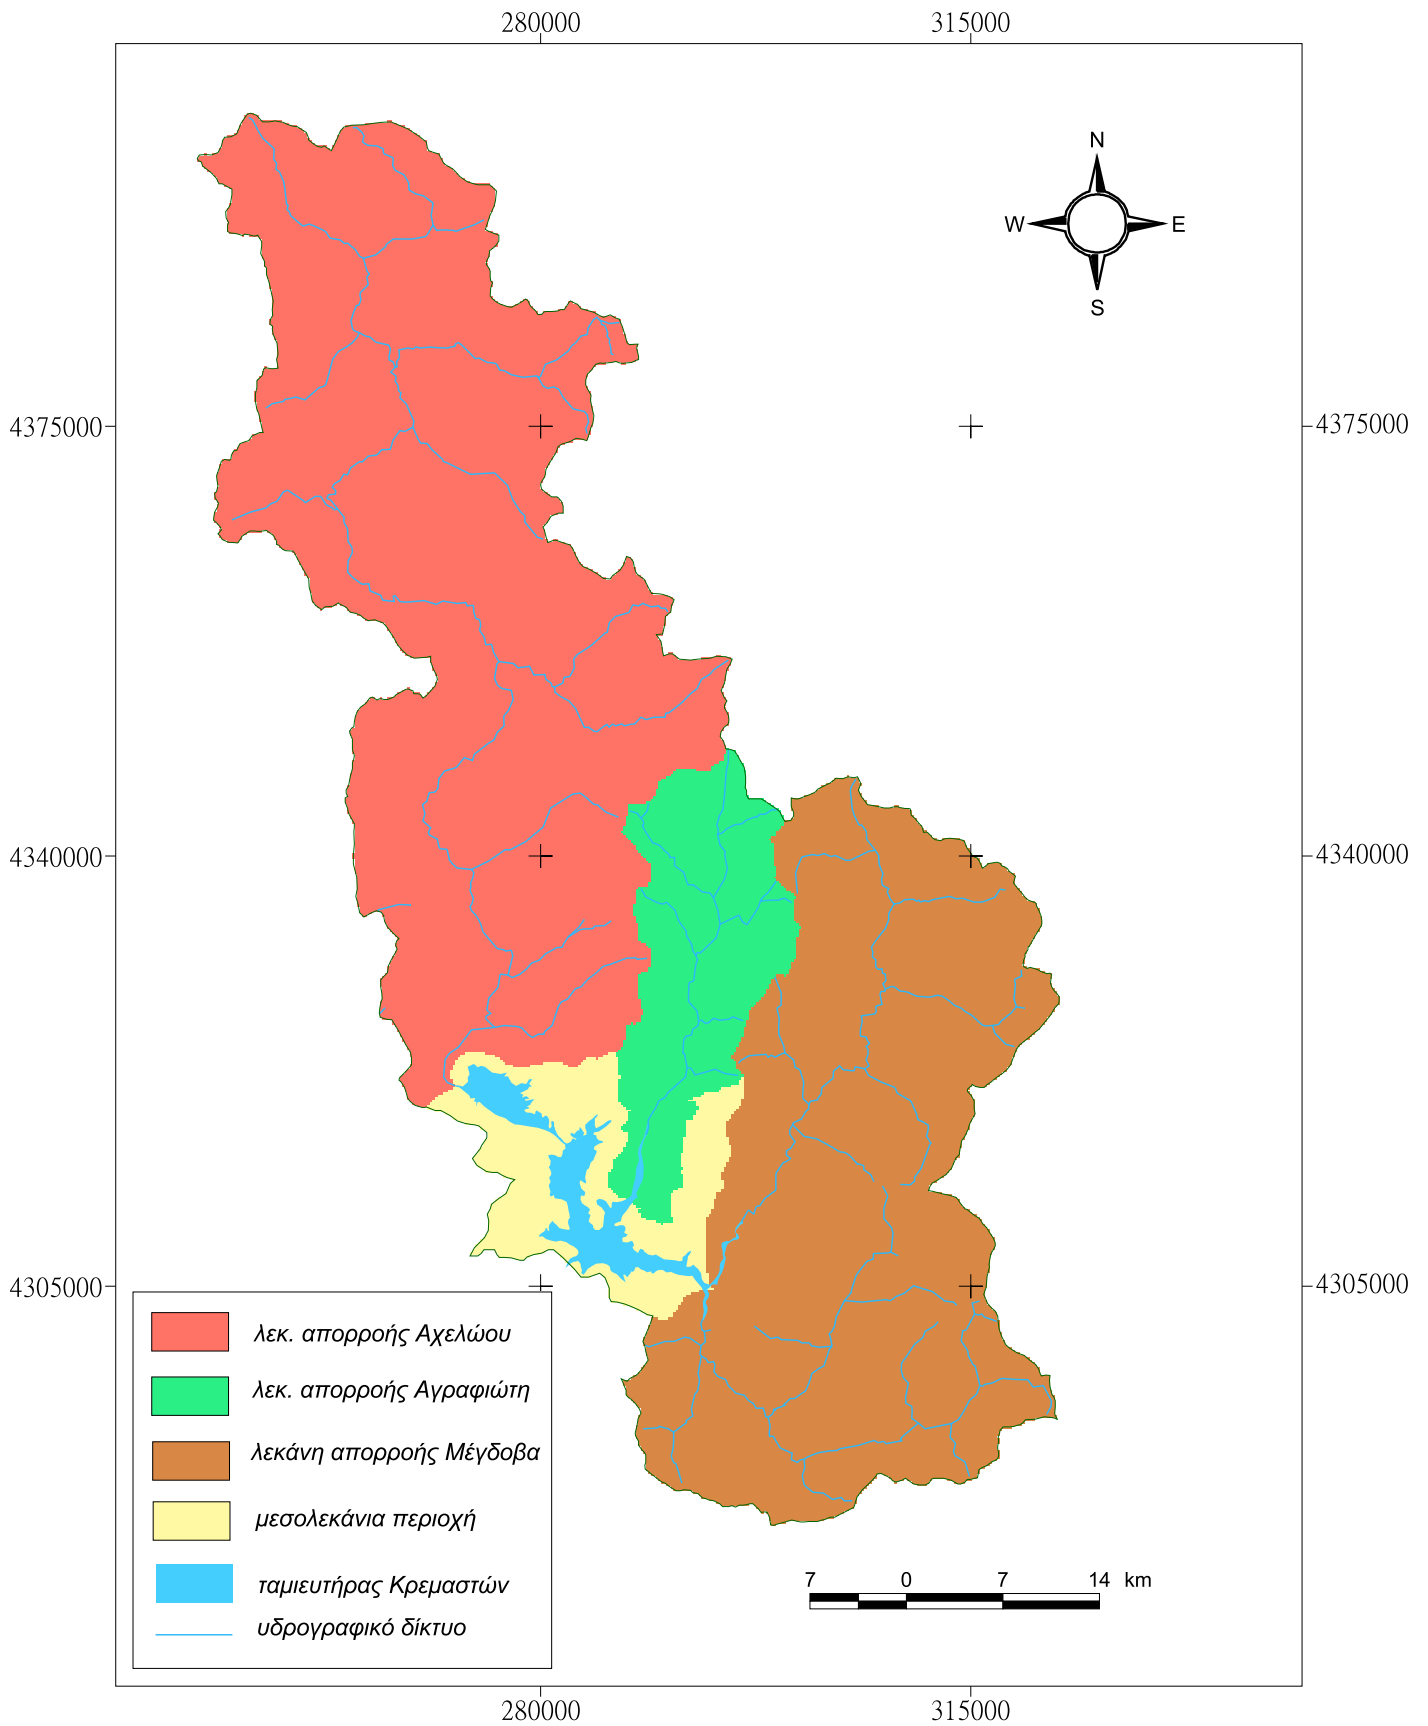 280000 315000
N
W E
S
4375000 4375000
4340000 4340000
4305000 4305000
λεκ. απορροής Αχελώου
λεκ. απορροής Αγραφιώτη
λεκάνη απορροής Μέγδοβα
μεσολεκάνια περιοχή
ταμιευτήρας Κρεμαστών
υδρογραφικό δίκτυο
7 0 7 14 km
280000 315000